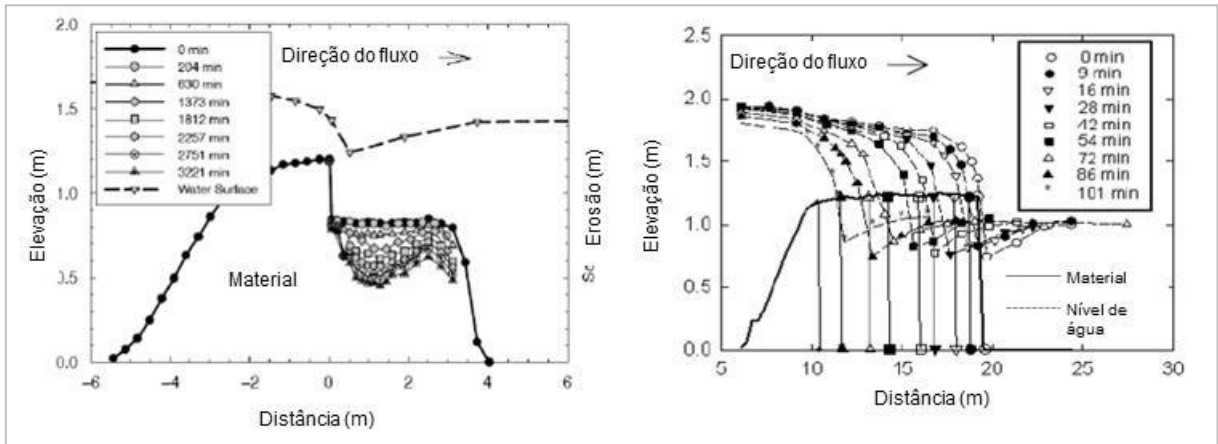 2.0
1.5
1.0
0.5
0.0
Elevação (m)
0 min
204 min
630 min
1373 min
1812 min
2257 min
2751 min
3221 min
Water Surface
Direção do fluxo
Material
-6
-4
-2
0
2
4
6
Distância (m)
Sc Erosão (m)
2.5
2.0
1.5
1.0
0.5
0.0
Elevação (m)
Direção do fluxo
0 min
9 min
16 min
28 min
42 min
54 min
72 min
86 min
101 min
Material
Nível de
água
5
10
15
20
25
30
Distância (m)